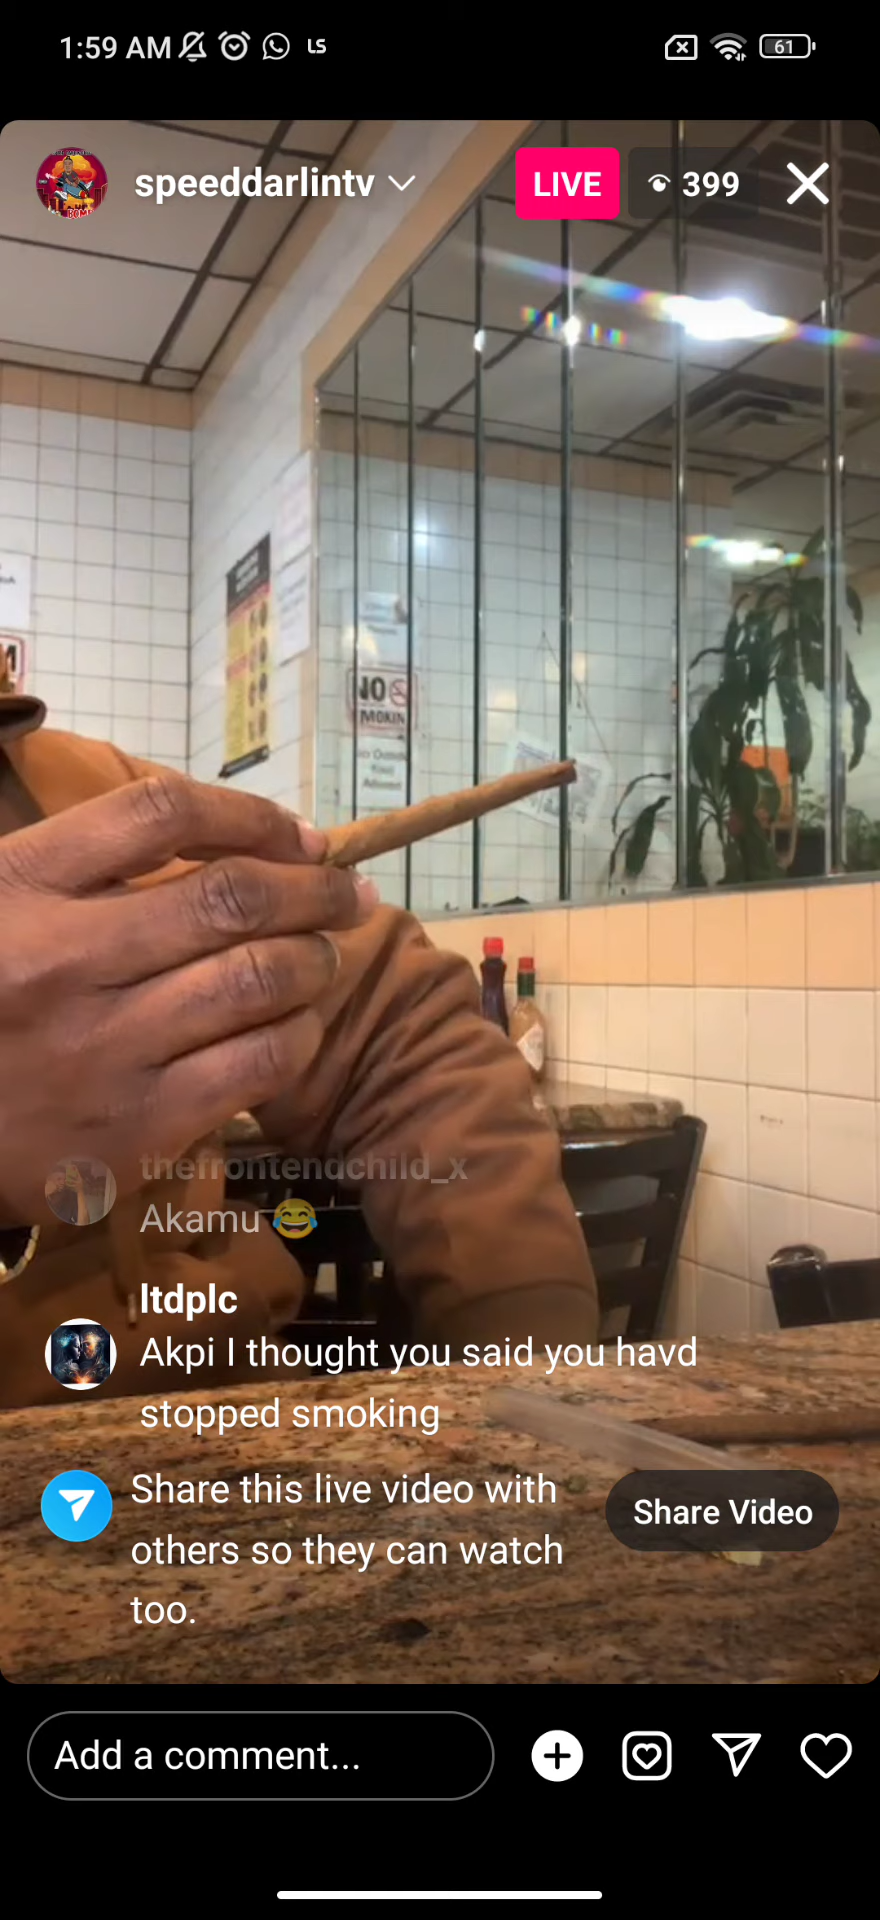 1:59 AM
61
speeddarlintv
LIVE
399
NO
MOKIN
thefrontendchild_x
Akamu 😂
ltdplc
Akpi I thought you said you havd
stopped smoking
Share this live video with
others so they can watch
too.
Share Video
Add a comment...